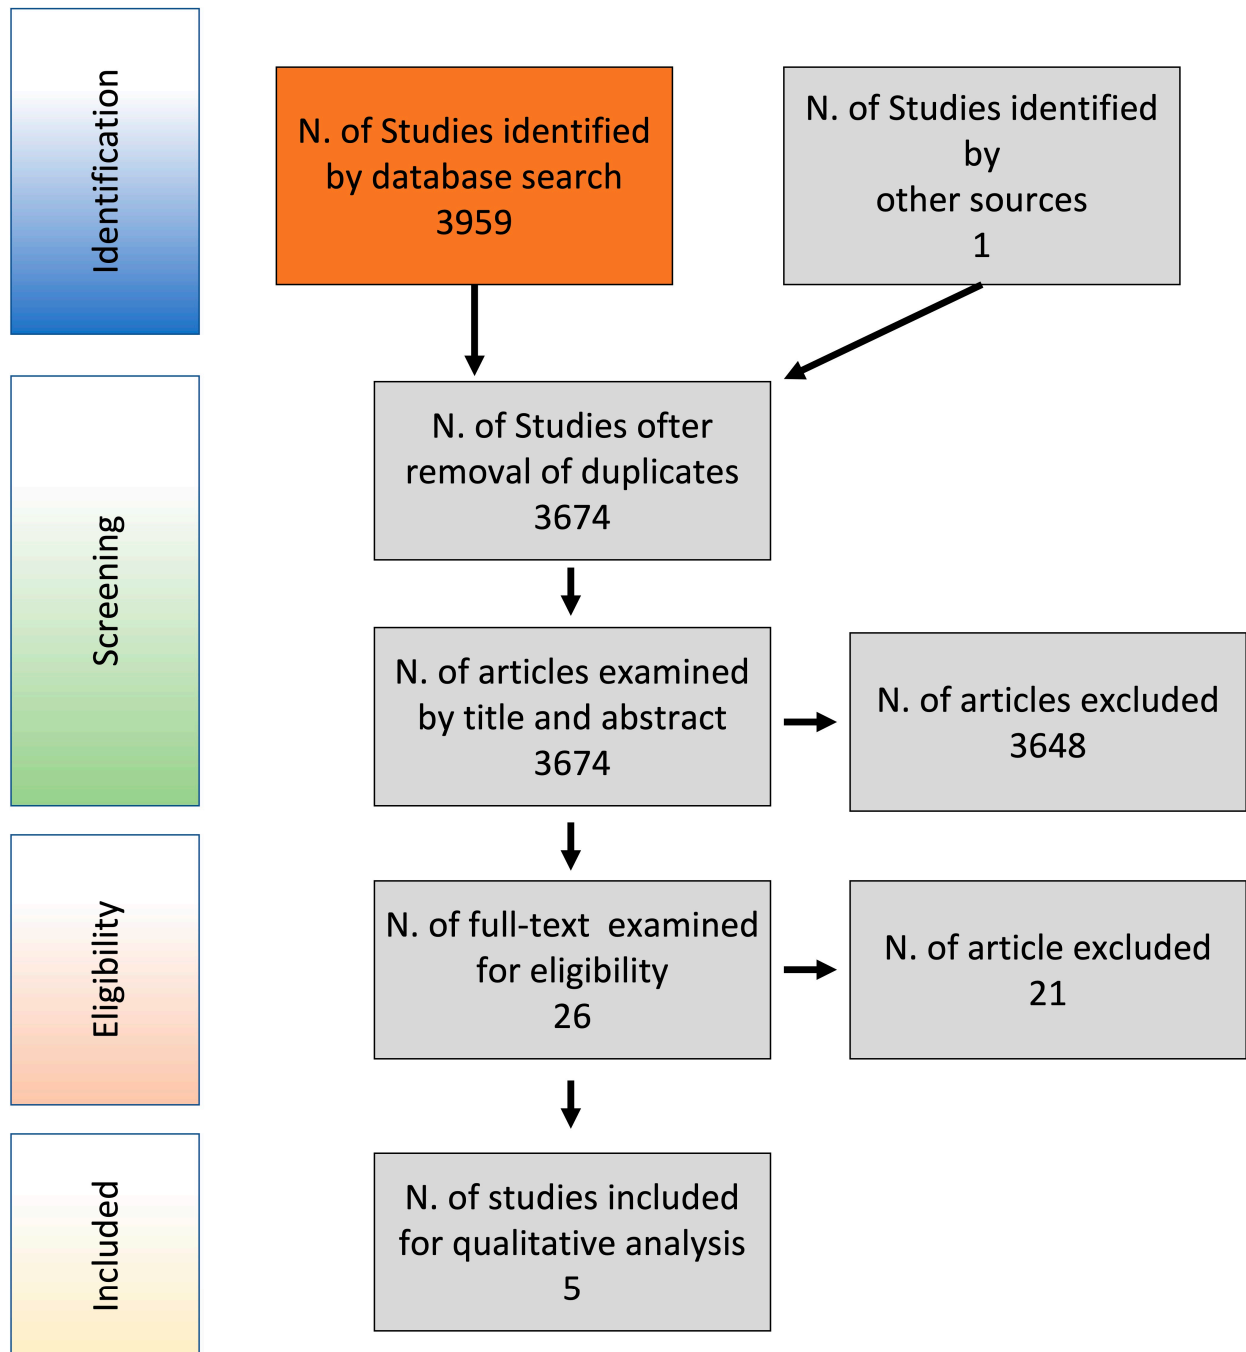 Identification
N. of Studies identified
by database search
3959
N. of Studies identified
by
other sources
1
Screening
N. of Studies ofter
removal of duplicates
3674
N. of articles examined
by title and abstract
3674
N. of articles excluded
3648
Eligibility
N. of full-text  examined
for eligibility
26
N. of article excluded
21
Included
N. of studies included
for qualitative analysis
5